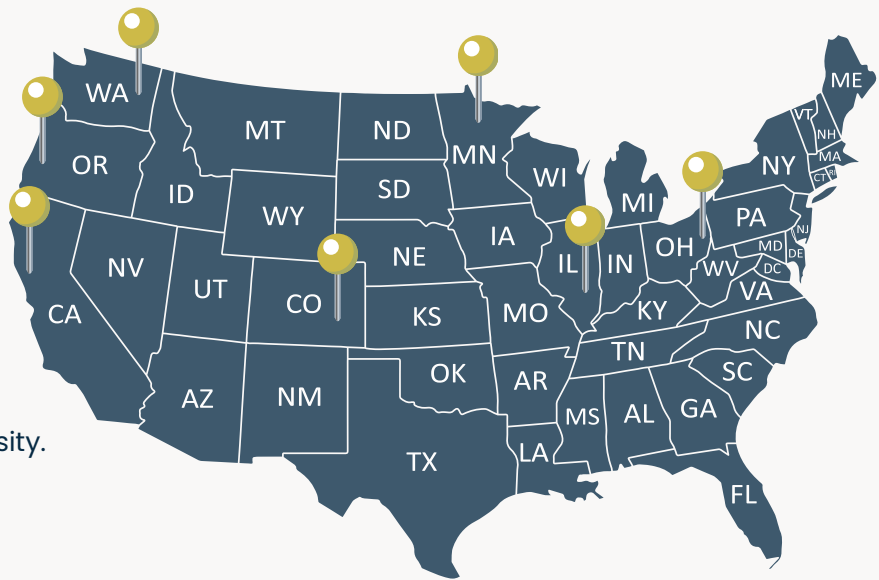 ME
WA
VT
NH
MT
ND
MN
MA
OR
NY
CT
RI
WI
SD
ID
MI
WY
PA
NJ
IA
OH
MD
NE
DE
NV
IL
IN
WV
DC
UT
VA
CO
KY
CA
KS
MO
NC
TN
SC
OK
AR
AZ
NM
GA
MS
AL
sity.
LA
TX
FL